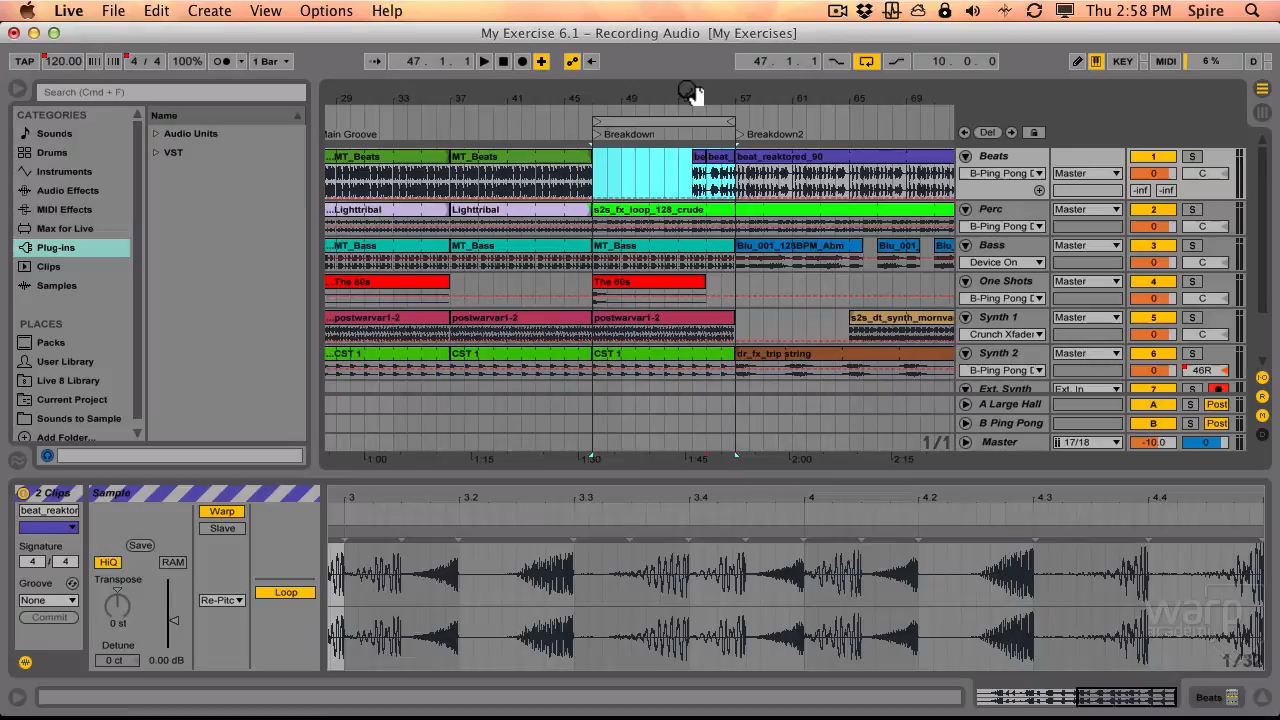 Live File Edit Create View Options Help Thu 2:58 PM Spire
My Exercise 6.1 – Recording Audio [My Exercises]
TAP 120.00 4 / 4 100% 1 Bar 47. 1. 1 47. 1. 1 10. 0. 0 KEY MIDI 6 % D
Search (Cmd + F)
29 33 37 41 45 49 57 61 65 69
CATEGORIES
Sounds
Drums
Instruments
Audio Effects
MIDI Effects
Max for Live
Plug-ins
Clips
Samples
PLACES
Packs
User Library
Live 8 Library
Current Project
Sounds to Sample
Add Folder...
Name
Audio Units
VST
Main Groove Breakdown Breakdown2 Del
MT_Beats MT_Beats be beat_ beat_reaktored_90
...Lighttribal Lighttribal s2s_fx_loop_128_crude
...MT_Bass MT_Bass MT_Bass Blu_001_128BPM_Abm Blu_001 Blu_
...The 80s The 80s
...postwarvar1-2 postwarvar1-2 postwarvar1-2 s2s_dt_synth_mornva
...CST 1 CST 1 CST 1 dr_fx_trip string
1/1
1:00 1:15 1:30 1:45 2:00 2:15
Beats Master 1 S
B-Ping Pong D C
-inf -inf
Perc Master 2 S
B-Ping Pong
Bass Master 3 S
Device On
One Shots Master 4 S
B-Ping Pong
Synth 1 Master 5 S
Crunch Xfader C
Synth 2 Master 6 S
B-Ping Pong 46R
Ext. Synth Ext. In 7
A Large Hall A S Post
B Ping Pong B S Post
Master 17/18 -10.0 0
2 Clips
beat_reaktor
Signature
4 / 4
Groove
None
Commit
Sample
Save
HiQ RAM
Transpose
0 st
Detune
0 ct 0.00 dB
Warp
Slave
Re-Pitc
Loop
3 3.2 3.3 3.4 4 4.2 4.3 4.4
warp
academy
1/32
Beats